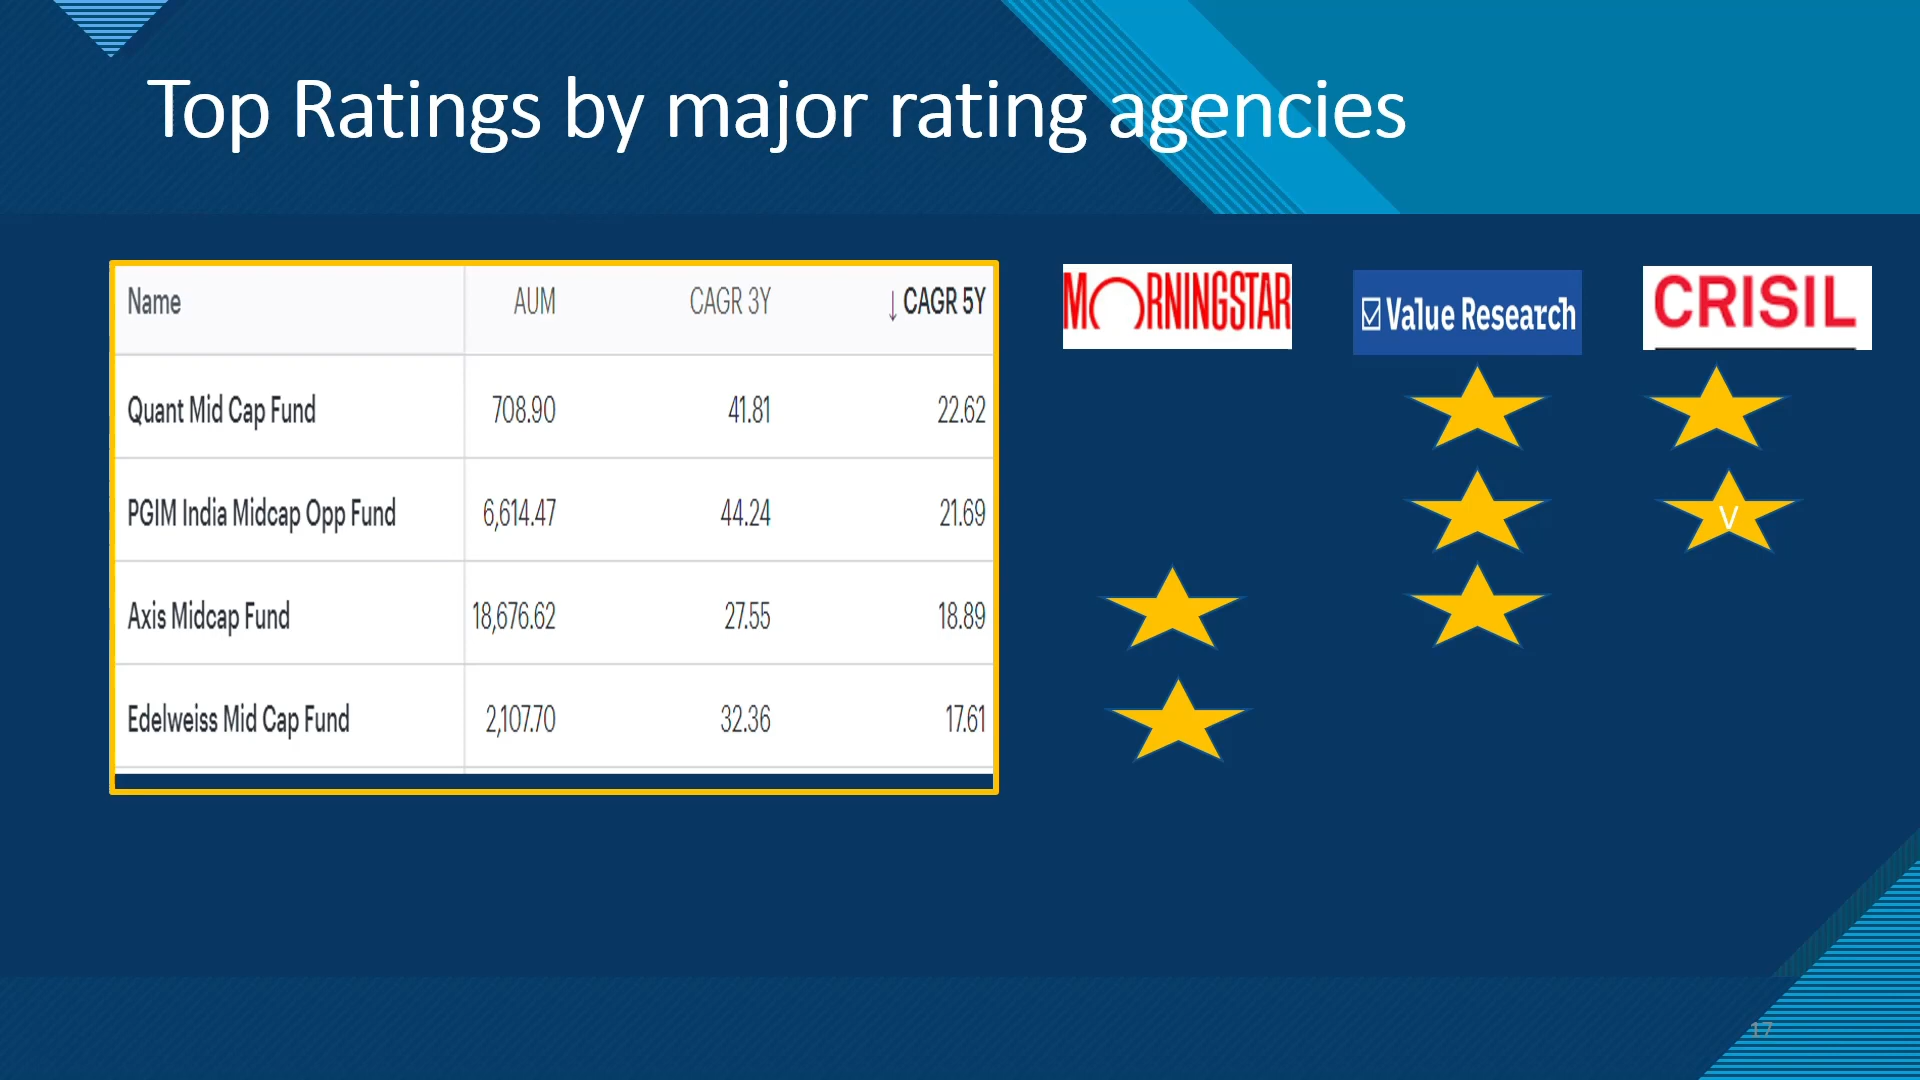 Top Ratings by major rating agencies
Name AUM CAGR 3Y ↓ CAGR 5Y
MORNINGSTAR
Value Research
CRISIL
Quant Mid Cap Fund 708.90 41.81 22.62
PGIM India Midcap Opp Fund 6,614.47 44.24 21.69
V
Axis Midcap Fund 18,676.62 27.55 18.89
Edelweiss Mid Cap Fund 2,107.70 32.36 17.61
17